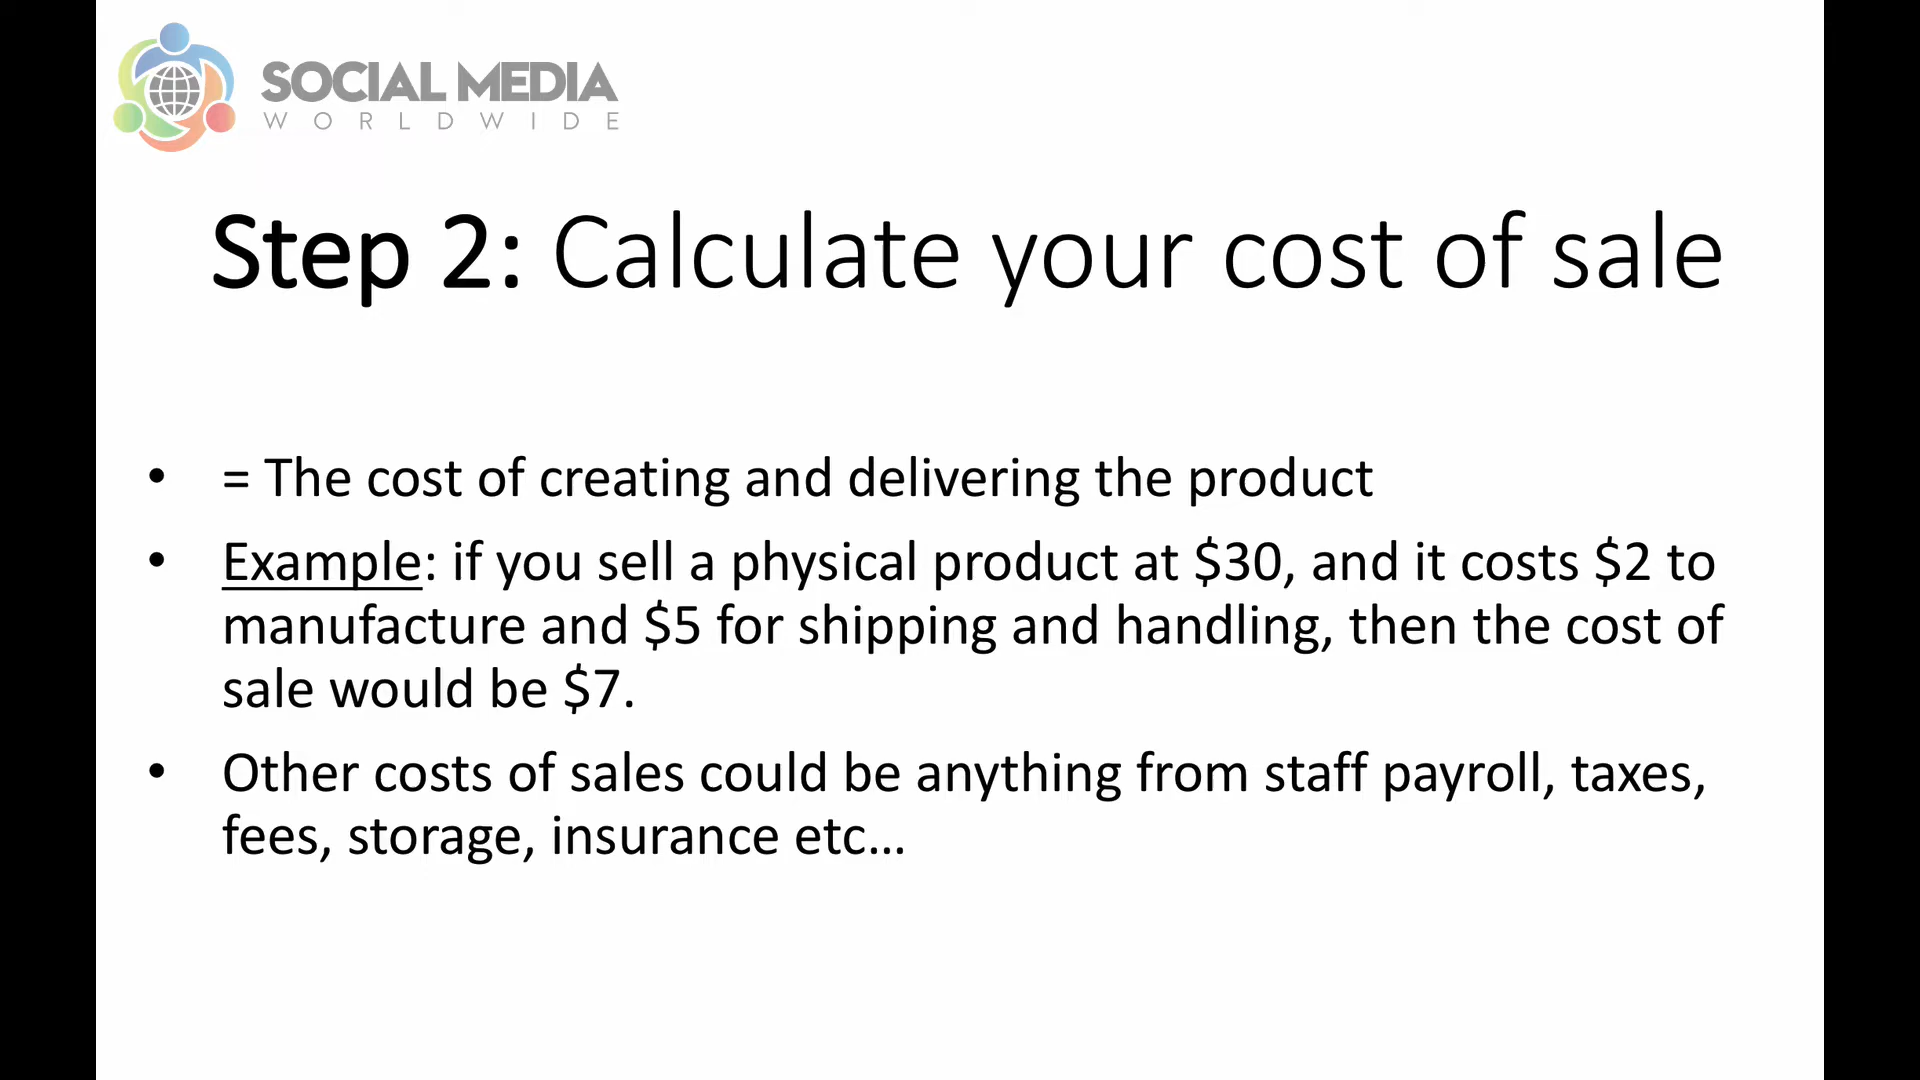 SOCIAL MEDIA
WORLDWIDE
Step 2: Calculate your cost of sale
• = The cost of creating and delivering the product
• Example: if you sell a physical product at $30, and it costs $2 to
manufacture and $5 for shipping and handling, then the cost of
sale would be $7.
• Other costs of sales could be anything from staff payroll, taxes,
fees, storage, insurance etc...